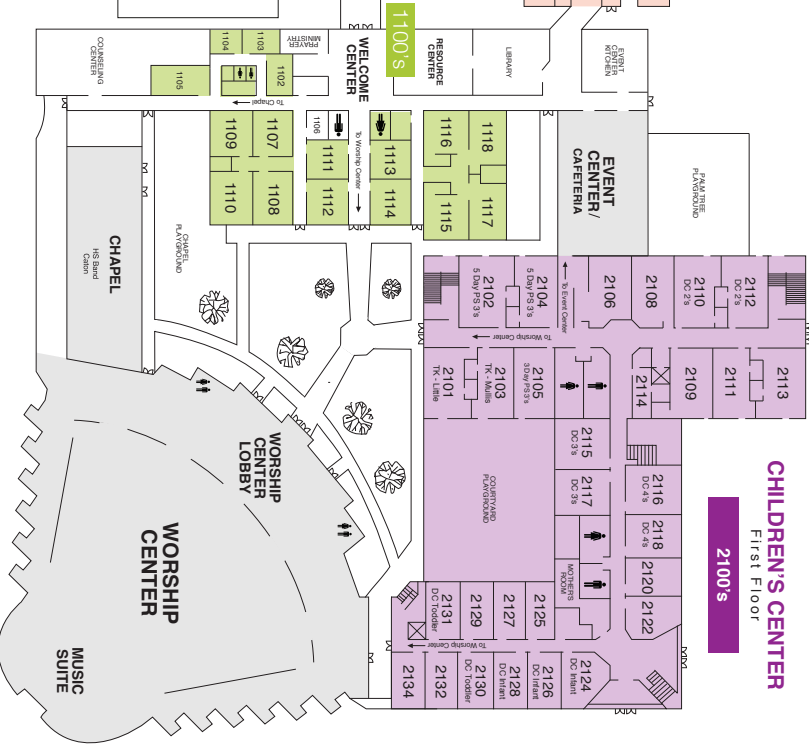 CHILDREN'S CENTER
First Floor
2100's
1100's
COUNSELING
CENTER
1104
1103
PRAYER
MINISTRY
WELCOME
CENTER
RESOURCE
CENTER
LIBRARY
EVENT
CENTER
KITCHEN
1105
1102
To Chapel
1106
To Worship Center
1109
1107
1111
1113
1116
1118
1110
1108
1112
1114
1115
1117
EVENT
CENTER/
CAFETERIA
PALM TREE
PLAYGROUND
CHAPEL
HS Band
Caton
CHAPEL
PLAYGROUND
2102
5 Day PS 3's
2104
5 Day PS 3's
To Event Center
2106
2108
2110
DC 2's
2112
DC 2's
To Worship Center
2101
TK - Little
2103
TK - Mullis
2105
3 Day PS 3's
2114
2109
2111
2113
2115
DC 3's
2117
DC 3's
2116
DC 4's
2118
DC 4's
2120
2122
COURTYARD
PLAYGROUND
MOTHERS
ROOM
2131
DC Toddler
2129
2127
2125
To Worship Center
2134
2132
2130
DC Toddler
2128
DC Infant
2126
DC Infant
2124
DC Infant
WORSHIP
CENTER
LOBBY
WORSHIP
CENTER
MUSIC
SUITE